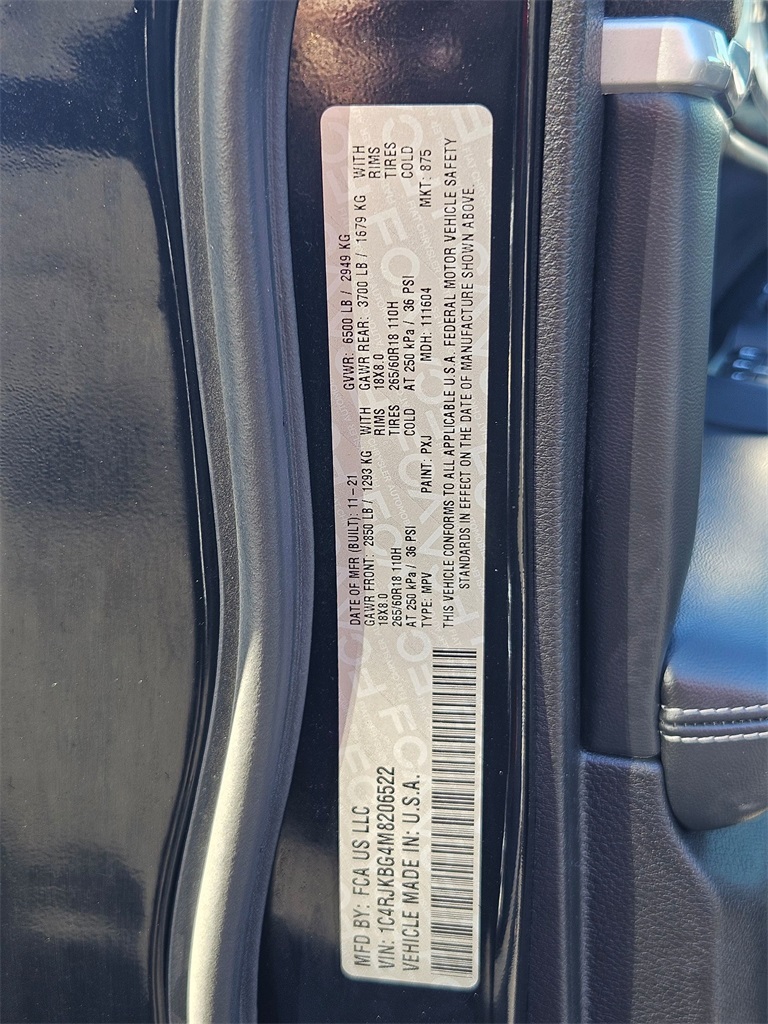 MFD BY: FCA US LLC
VIN: 1C4RJKBG4M8206522
VEHICLE MADE IN: U.S.A.
DATE OF MFR (BUILT): 11-21 GVWR: 6500 LB / 2949 KG
GAWR FRONT: 2850 LB / 1293 KG WITH GAWR REAR: 3700 LB / 1679 KG WITH
18X8.0 RIMS 18X8.0 RIMS
265/60R18 110H TIRES 265/60R18 110H TIRES
AT 250 kPa / 36 PSI COLD AT 250 kPa / 36 PSI COLD
TYPE: MPV PAINT: PXJ MDH: 111604 MKT: 875
THIS VEHICLE CONFORMS TO ALL APPLICABLE U.S.A. FEDERAL MOTOR VEHICLE SAFETY
STANDARDS IN EFFECT ON THE DATE OF MANUFACTURE SHOWN ABOVE.